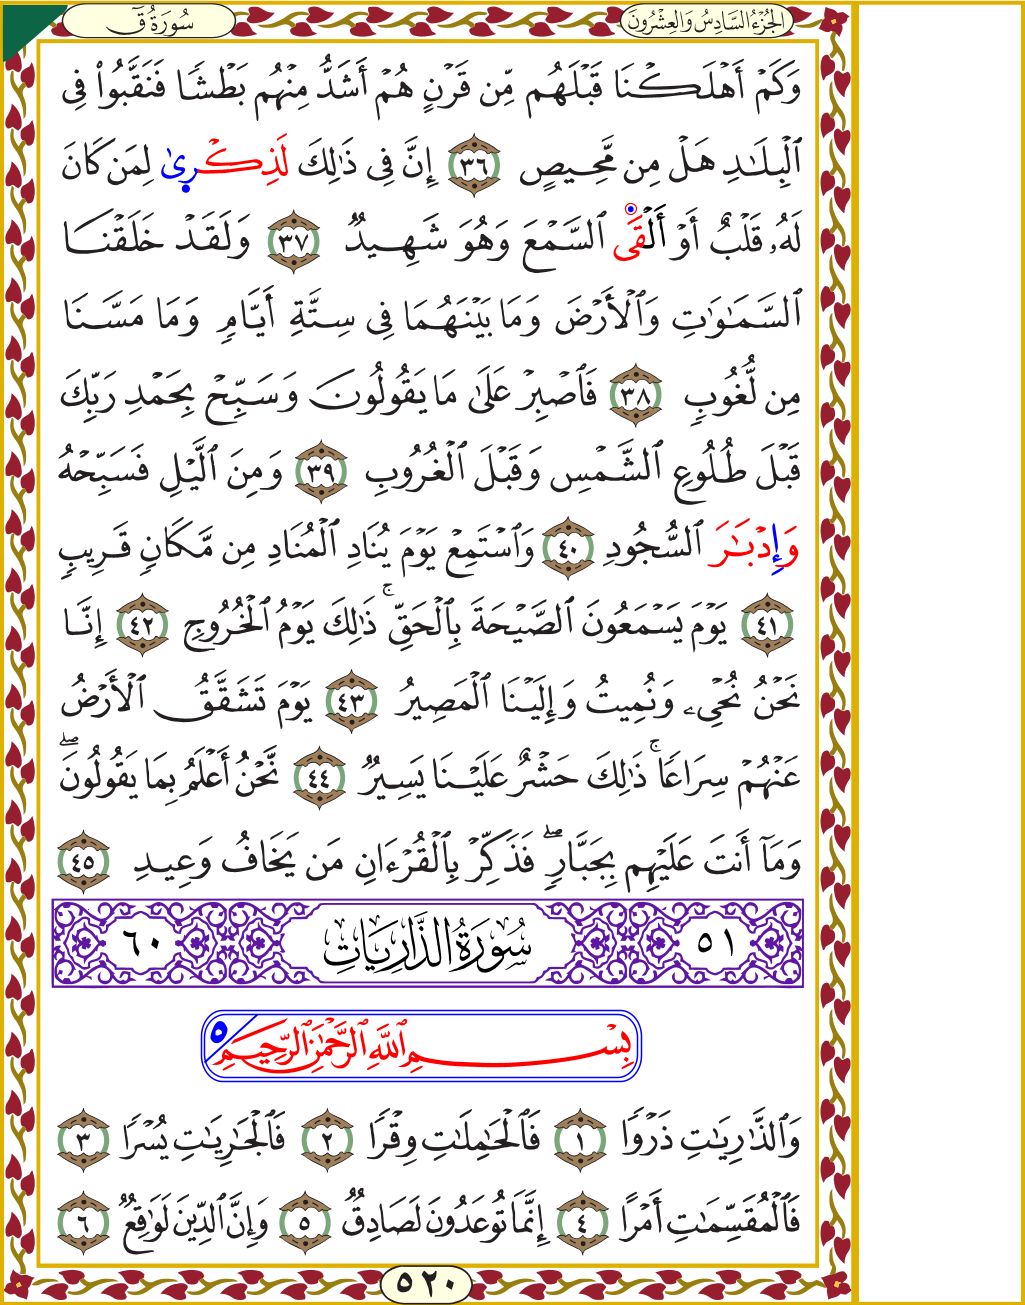 الجُزْءُ السَّادِسُ وَالعِشْرُونَ
سُورَةُ قٓ
وَكَمۡ أَهۡلَكۡنَا قَبۡلَهُم مِّن قَرۡنٍ هُمۡ أَشَدُّ مِنۡهُم بَطۡشٗا فَنَقَّبُواْ فِي
ٱلۡبِلَٰدِ هَلۡ مِن مَّحِيصٍ ٣٦ إِنَّ فِي ذَٰلِكَ لَذِكۡرِىٰ لِمَن كَانَ
لَهُۥ قَلۡبٌ أَوۡ أَلۡقَى ٱلسَّمۡعَ وَهُوَ شَهِيدٞ ٣٧ وَلَقَدۡ خَلَقۡنَا
ٱلسَّمَٰوَٰتِ وَٱلۡأَرۡضَ وَمَا بَيۡنَهُمَا فِي سِتَّةِ أَيَّامٖ وَمَا مَسَّنَا
مِن لُّغُوبٖ ٣٨ فَٱصۡبِرۡ عَلَىٰ مَا يَقُولُونَ وَسَبِّحۡ بِحَمۡدِ رَبِّكَ
قَبۡلَ طُلُوعِ ٱلشَّمۡسِ وَقَبۡلَ ٱلۡغُرُوبِ ٣٩ وَمِنَ ٱلَّيۡلِ فَسَبِّحۡهُ
وَإِدۡبَٰرَ ٱلسُّجُودِ ٤٠ وَٱسۡتَمِعۡ يَوۡمَ يُنَادِ ٱلۡمُنَادِ مِن مَّكَانٖ قَرِيبٖ
٤١ يَوۡمَ يَسۡمَعُونَ ٱلصَّيۡحَةَ بِٱلۡحَقِّۚ ذَٰلِكَ يَوۡمُ ٱلۡخُرُوجِ ٤٢ إِنَّا
نَحۡنُ نُحۡيِۦ وَنُمِيتُ وَإِلَيۡنَا ٱلۡمَصِيرُ ٤٣ يَوۡمَ تَشَقَّقُ ٱلۡأَرۡضُ
عَنۡهُمۡ سِرَاعٗاۚ ذَٰلِكَ حَشۡرٌ عَلَيۡنَا يَسِيرٞ ٤٤ نَّحۡنُ أَعۡلَمُ بِمَا يَقُولُونَۖ
وَمَآ أَنتَ عَلَيۡهِم بِجَبَّارٖۖ فَذَكِّرۡ بِٱلۡقُرۡءَانِ مَن يَخَافُ وَعِيدِ ٤٥
٥١ سُورَةُ الذَّارِيَاتِ ٦٠
بِسۡمِ ٱللَّهِ ٱلرَّحۡمَٰنِ ٱلرَّحِيمِ ٥
وَٱلذَّٰرِيَٰتِ ذَرۡوٗا ١ فَٱلۡحَٰمِلَٰتِ وِقۡرٗا ٢ فَٱلۡجَٰرِيَٰتِ يُسۡرٗا ٣
فَٱلۡمُقَسِّمَٰتِ أَمۡرًا ٤ إِنَّمَا تُوعَدُونَ لَصَادِقٞ ٥ وَإِنَّ ٱلدِّينَ لَوَٰقِعٞ ٦
٥٢٠